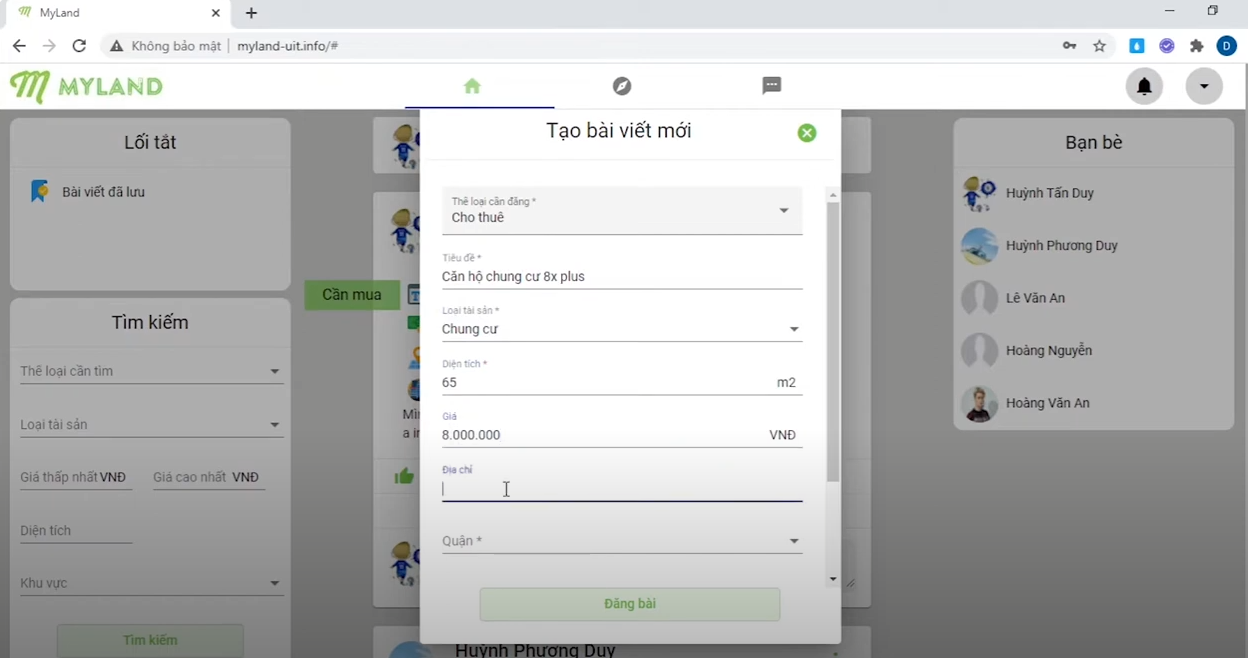 MyLand
Không bảo mật
myland-uit.info/#
D
MYLAND
Lối tắt
Bài viết đã lưu
Tìm kiếm
Thể loại cần tìm
Loại tài sản
Giá thấp nhất VNĐ
Giá cao nhất VNĐ
Diện tích
Khu vực
Tìm kiếm
Cần mua
Tạo bài viết mới
Thể loại cần đăng *
Cho thuê
Tiêu đề *
Căn hộ chung cư 8x plus
Loại tài sản *
Chung cư
Diện tích *
65 m2
Giá
8.000.000 VNĐ
Địa chỉ
Quận *
Đăng bài
Huỳnh Phương Duy
Bạn bè
Huỳnh Tấn Duy
Huỳnh Phương Duy
Lê Văn An
Hoàng Nguyễn
Hoàng Văn An